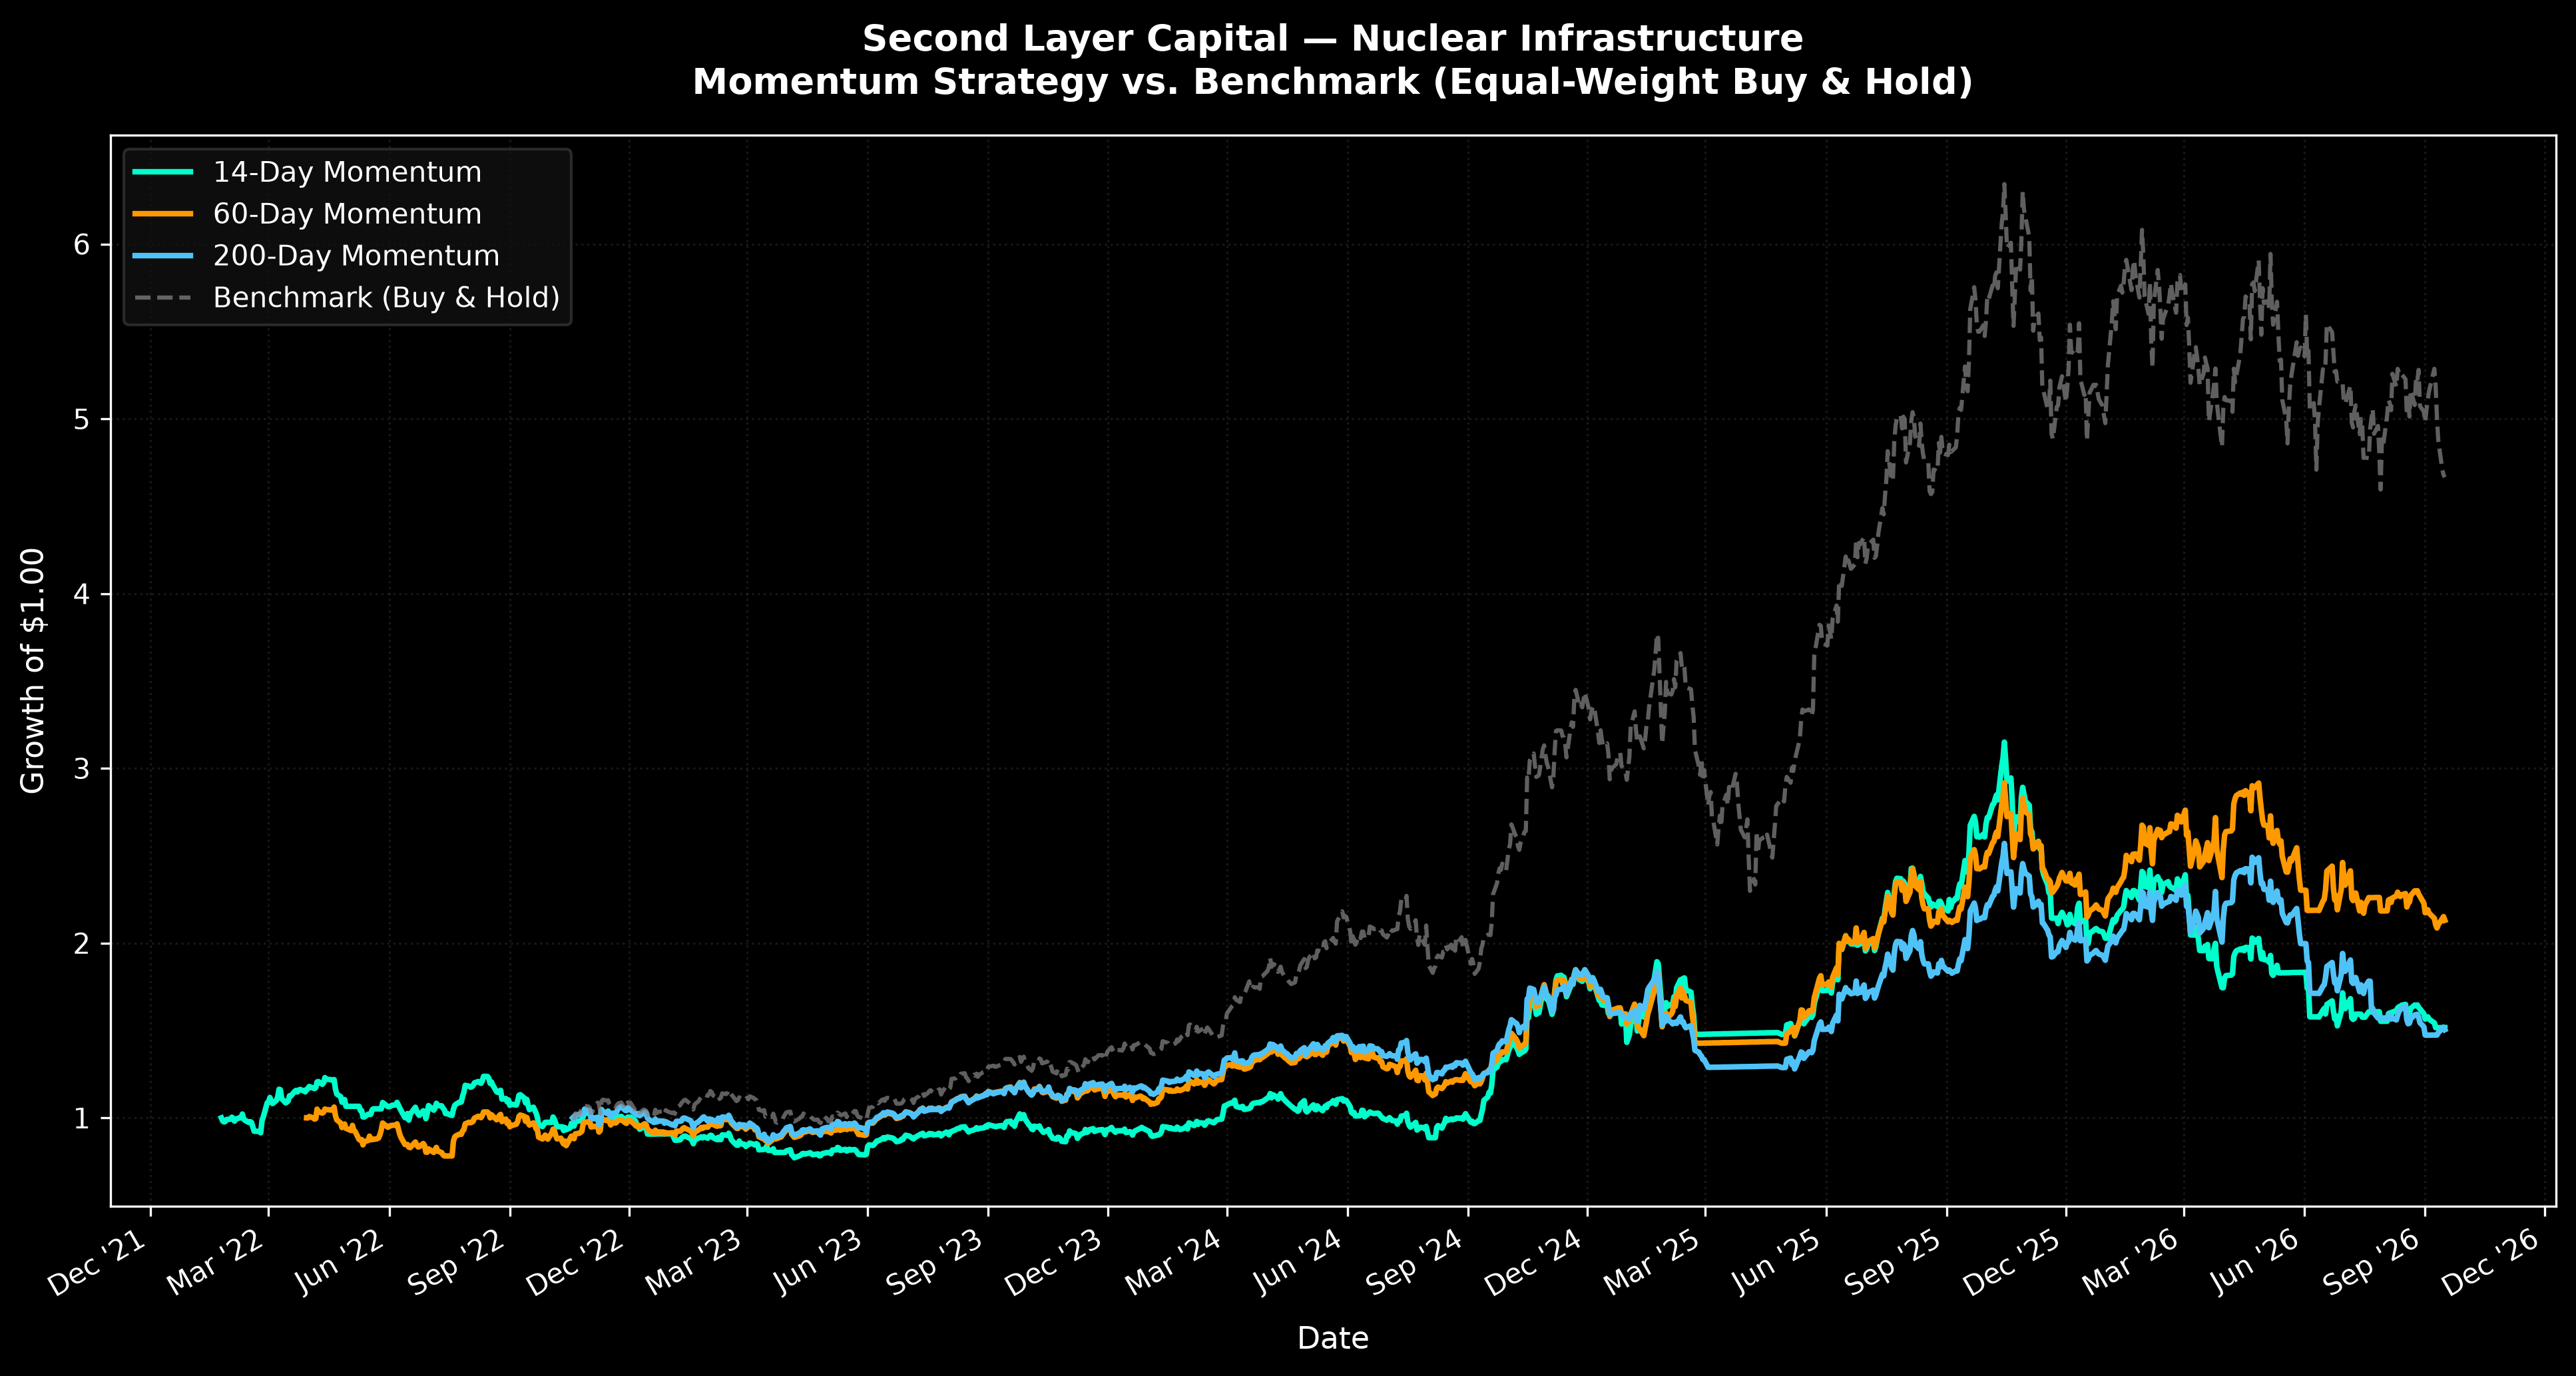 Second Layer Capital — Nuclear Infrastructure
Momentum Strategy vs. Benchmark (Equal-Weight Buy & Hold)
14-Day Momentum
60-Day Momentum
200-Day Momentum
Benchmark (Buy & Hold)
Growth of $1.00
6
5
4
3
2
1
Dec '21
Mar '22
Jun '22
Sep '22
Dec '22
Mar '23
Jun '23
Sep '23
Dec '23
Mar '24
Jun '24
Sep '24
Dec '24
Mar '25
Jun '25
Sep '25
Dec '25
Mar '26
Jun '26
Sep '26
Dec '26
Date